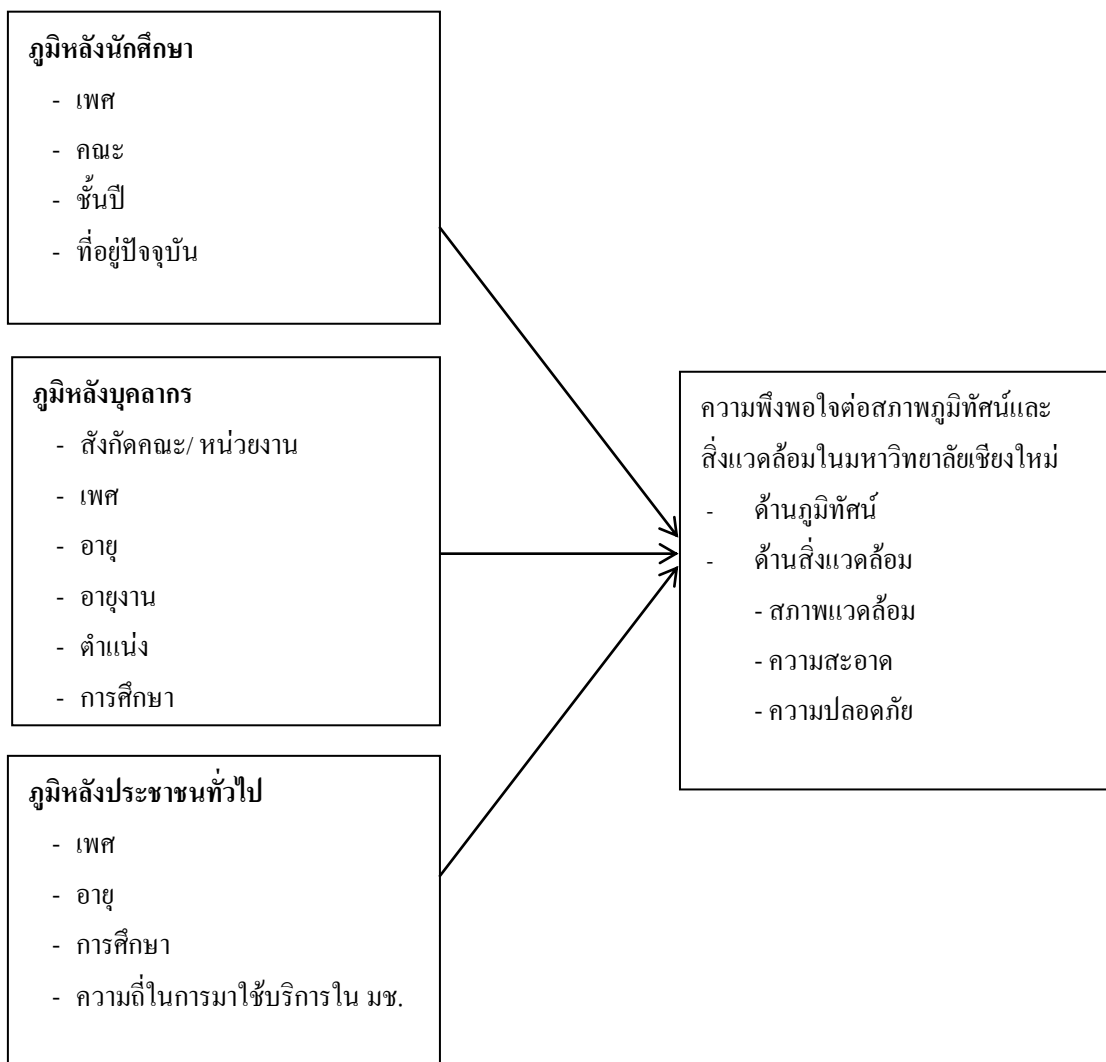 ภูมิหลังนักศึกษา
- เพศ
- คณะ
- ชั้นปี
- ที่อยู่ปัจจุบัน
ภูมิหลังบุคลากร
- สังกัดคณะ/ หน่วยงาน
- เพศ
- อายุ
- อายุงาน
- ตำแน่ง
- การศึกษา
ภูมิหลังประชาชนทั่วไป
- เพศ
- อายุ
- การศึกษา
- ความถี่ในการมาใช้บริการใน มช.
ความพึงพอใจต่อสภาพภูมิทัศน์และ
สิ่งแวดล้อมในมหาวิทยาลัยเชียงใหม่
- ด้านภูมิทัศน์
- ด้านสิ่งแวดล้อม
- สภาพแวดล้อม
- ความสะอาด
- ความปลอดภัย